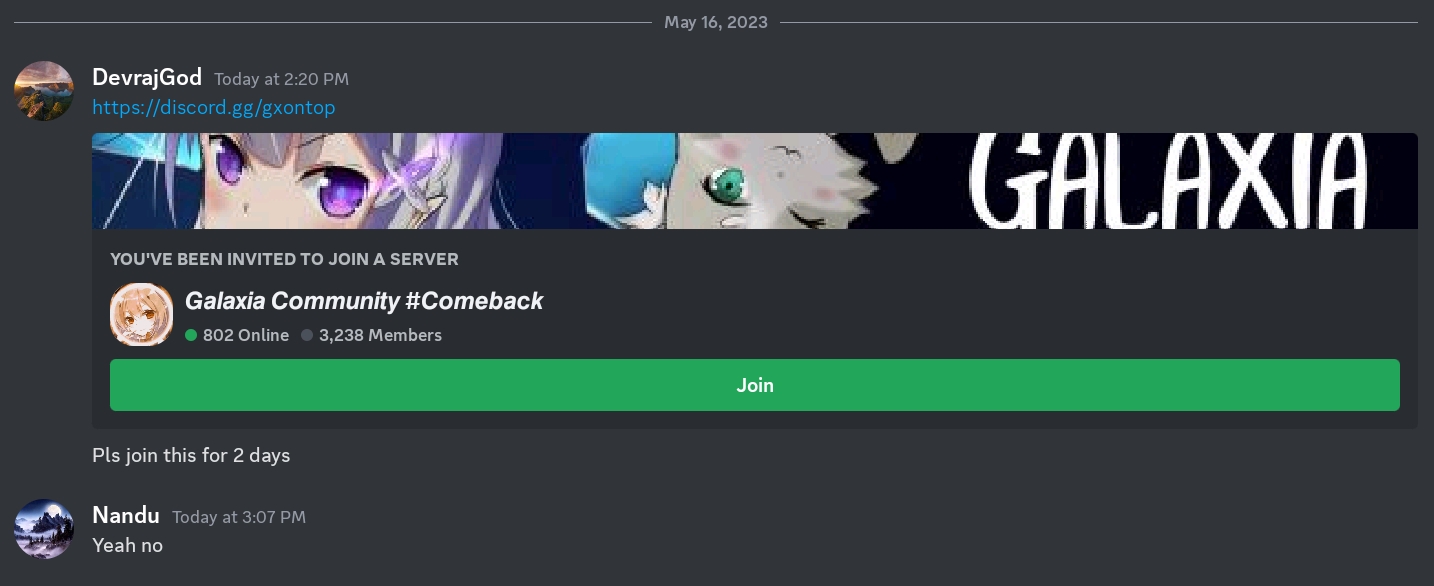 May 16, 2023
DevrajGod Today at 2:20 PM
https://discord.gg/gxontop
GALAXIA
YOU'VE BEEN INVITED TO JOIN A SERVER
Galaxia Community #Comeback
802 Online 3,238 Members
Join
Pls join this for 2 days
Nandu Today at 3:07 PM
Yeah no